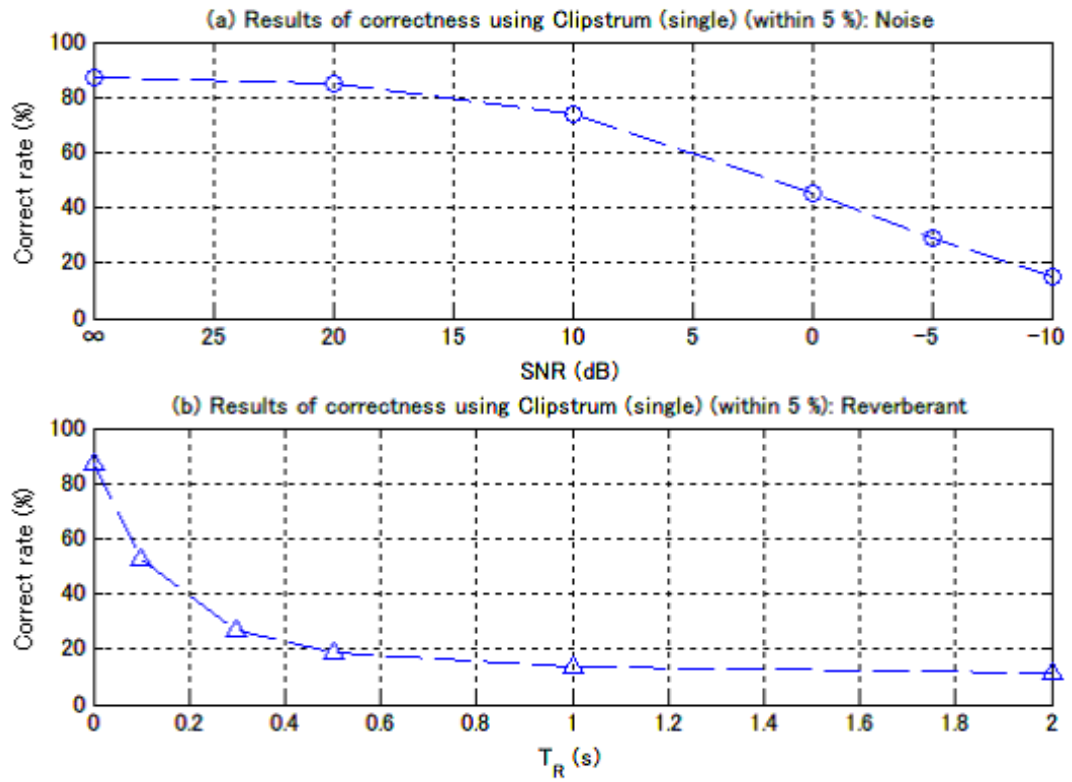 (a) Results of correctness using Clipstrum (single) (within 5 %): Noise
100
80
60
40
20
0
Correct rate (%)
∞ 25 20 15 10 5 0 −5 −10
SNR (dB)
(b) Results of correctness using Clipstrum (single) (within 5 %): Reverberant
100
80
60
40
20
0
Correct rate (%)
0 0.2 0.4 0.6 0.8 1 1.2 1.4 1.6 1.8 2
T_R (s)